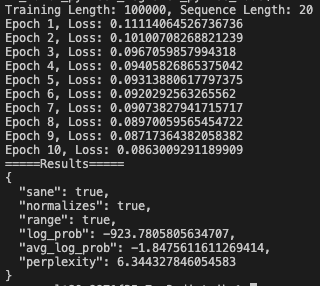 Training Length: 100000, Sequence Length: 20
Epoch 1, Loss: 0.11114064526736736
Epoch 2, Loss: 0.10100708268821239
Epoch 3, Loss: 0.0967059857994318
Epoch 4, Loss: 0.09405826865375042
Epoch 5, Loss: 0.09313880617797375
Epoch 6, Loss: 0.0920292563265562
Epoch 7, Loss: 0.09073827941715717
Epoch 8, Loss: 0.08970059565454722
Epoch 9, Loss: 0.08717364382058382
Epoch 10, Loss: 0.0863009291189909
=====Results=====
{
  "sane": true,
  "normalizes": true,
  "range": true,
  "log_prob": -923.7805805634707,
  "avg_log_prob": -1.8475611611269414,
  "perplexity": 6.344327846054583
}